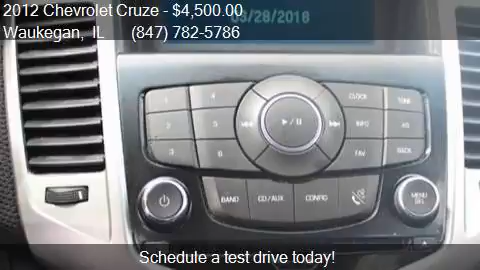 2012 Chevrolet Cruze - $4,500.00
Waukegan, IL (847) 782-5786
03/28/2018
1 4 CLOCK TONE
2 5 INFO AS
3 6 FAV BACK
BAND CD/AUX CONFIG MENU
SEL
Schedule a test drive today!